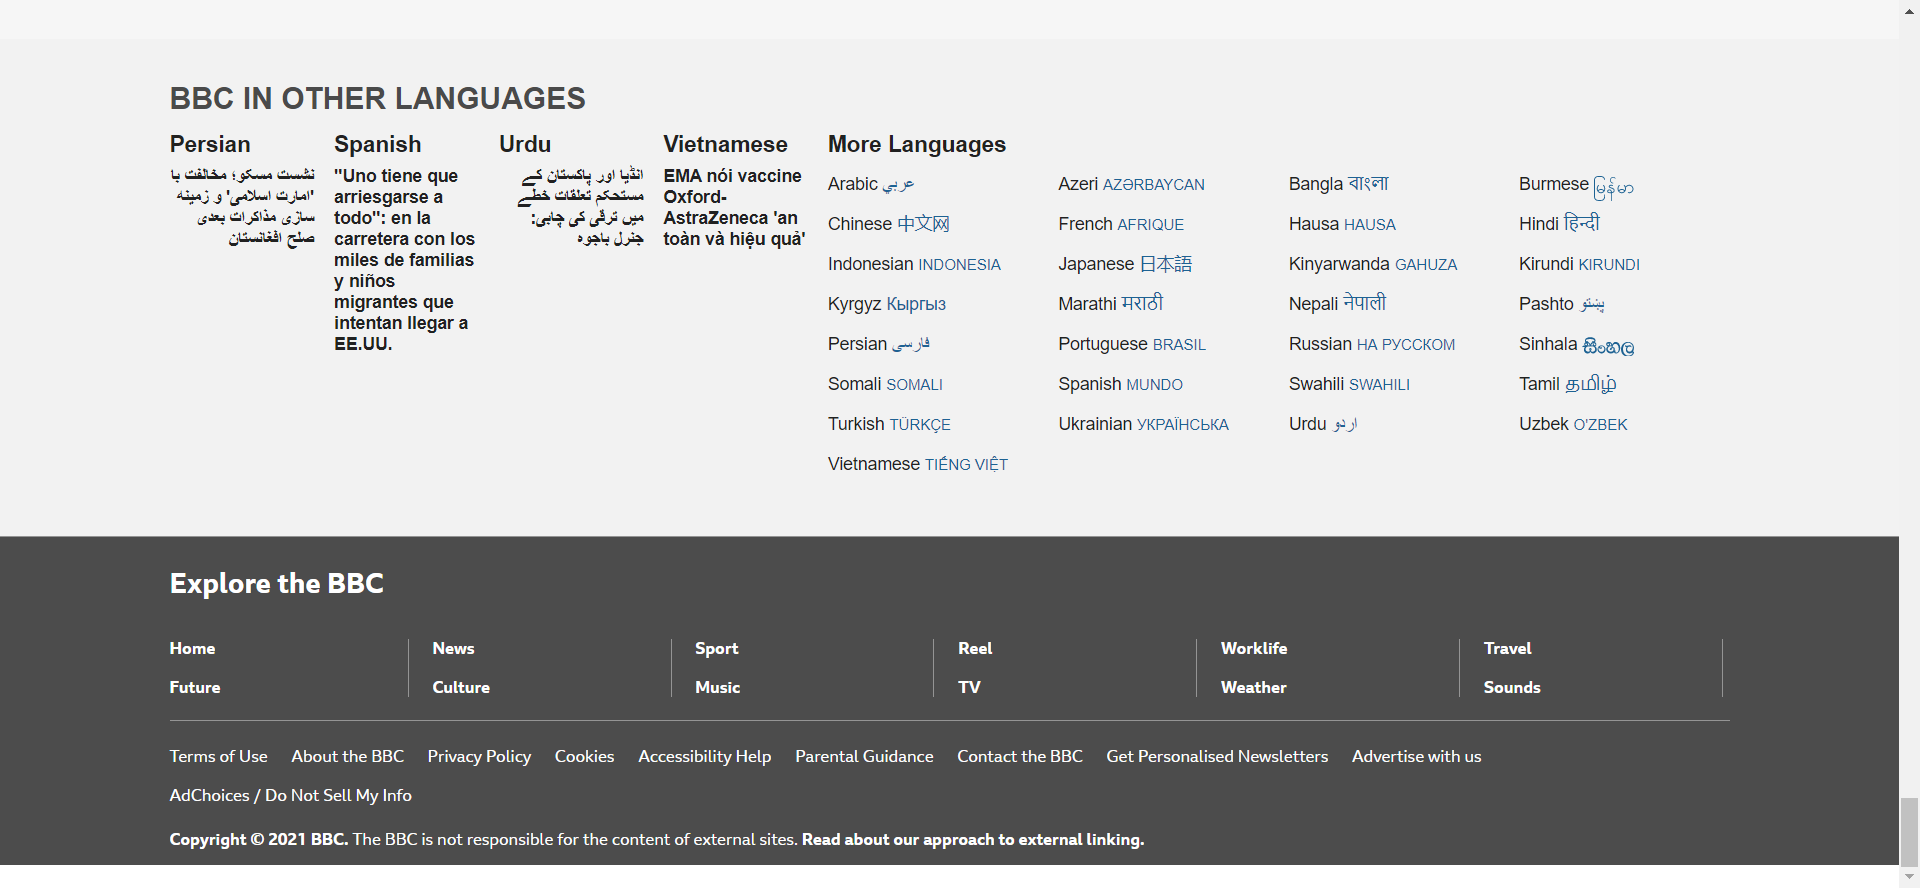 BBC IN OTHER LANGUAGES
Persian
نشست مسکو؛ مخالفت با
'امارت اسلامی' و زمینه
سازی مذاکرات بعدی
صلح افغانستان
Spanish
"Uno tiene que
arriesgarse a
todo": en la
carretera con los
miles de familias
y niños
migrantes que
intentan llegar a
EE.UU.
Urdu
انڈیا اور پاکستان کے
مستحکم تعلقات خطے
میں ترقی کی چابی:
جنرل باجوہ
Vietnamese
EMA nói vaccine
Oxford-
AstraZeneca 'an
toàn và hiệu quả'
More Languages
Arabic عربي
Azeri AZƏRBAYCAN
Bangla বাংলা
Burmese မြန်မာ
Chinese 中文网
French AFRIQUE
Hausa HAUSA
Hindi हिन्दी
Indonesian INDONESIA
Japanese 日本語
Kinyarwanda GAHUZA
Kirundi KIRUNDI
Kyrgyz Кыргыз
Marathi मराठी
Nepali नेपाली
Pashto پښتو
Persian فارسی
Portuguese BRASIL
Russian НА РУССКОМ
Sinhala සිංහල
Somali SOMALI
Spanish MUNDO
Swahili SWAHILI
Tamil தமிழ்
Turkish TÜRKÇE
Ukrainian УКРАЇНСЬКА
Urdu اردو
Uzbek O'ZBEK
Vietnamese TIẾNG VIỆT
Explore the BBC
Home
News
Sport
Reel
Worklife
Travel
Future
Culture
Music
TV
Weather
Sounds
Terms of Use About the BBC Privacy Policy Cookies Accessibility Help Parental Guidance Contact the BBC Get Personalised Newsletters Advertise with us
AdChoices / Do Not Sell My Info
Copyright © 2021 BBC. The BBC is not responsible for the content of external sites. Read about our approach to external linking.